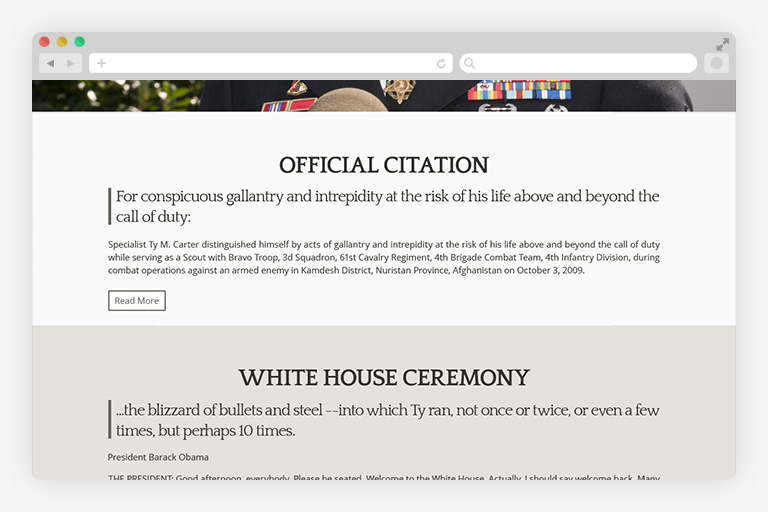 OFFICIAL CITATION
For conspicuous gallantry and intrepidity at the risk of his life above and beyond the
call of duty:
Specialist Ty M. Carter distinguished himself by acts of gallantry and intrepidity at the risk of his life above and beyond the call of duty
while serving as a Scout with Bravo Troop, 3d Squadron, 61st Cavalry Regiment, 4th Brigade Combat Team, 4th Infantry Division, during
combat operations against an armed enemy in Kamdesh District, Nuristan Province, Afghanistan on October 3, 2009.
Read More
WHITE HOUSE CEREMONY
...the blizzard of bullets and steel --into which Ty ran, not once or twice, or even a few
times, but perhaps 10 times.
President Barack Obama
THE PRESIDENT: Good afternoon, everybody. Please be seated. Welcome to the White House. Actually, I should say welcome back. Many